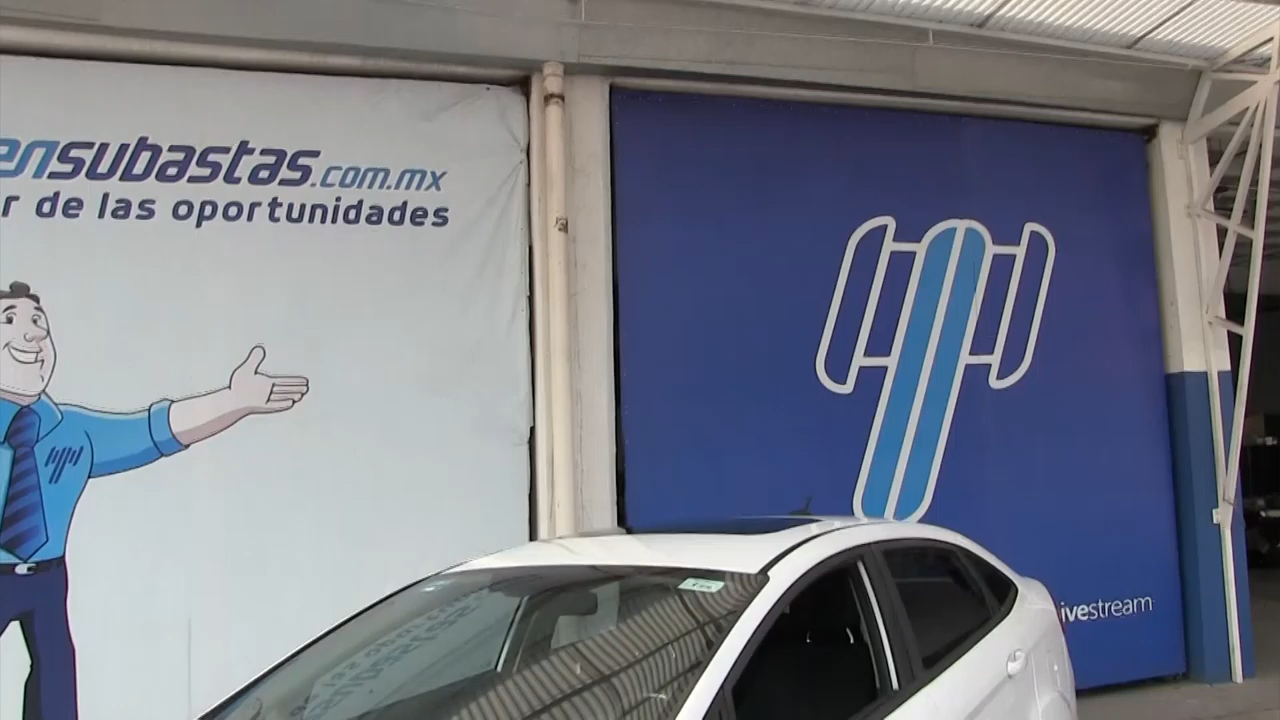 ensubastas.com.mx
r de las oportunidades
ivestream